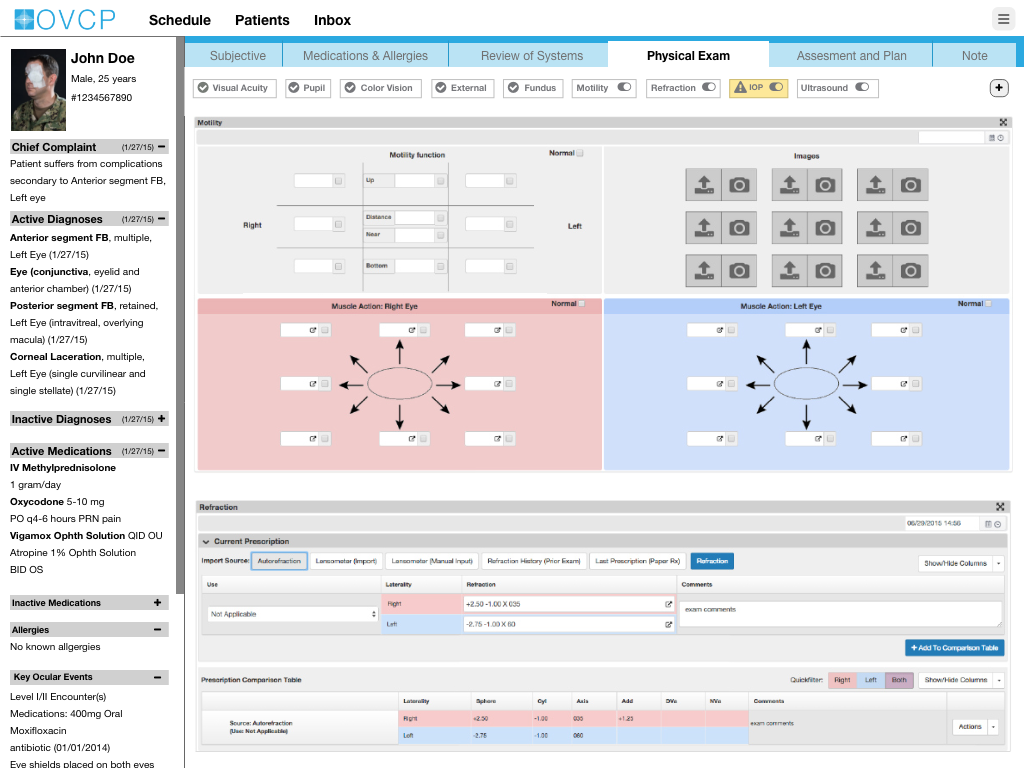 OVCP
Schedule
Patients
Inbox
John Doe
Male, 25 years
#1234567890
Chief Complaint (1/27/15)
Patient suffers from complications
secondary to Anterior segment FB,
Left eye
Active Diagnoses (1/27/15)
Anterior segment FB, multiple,
Left Eye (1/27/15)
Eye (conjunctiva, eyelid and
anterior chamber) (1/27/15)
Posterior segment FB, retained,
Left Eye (intravitreal, overlying
macula) (1/27/15)
Corneal Laceration, multiple,
Left Eye (single curvilinear and
single stellate) (1/27/15)
Inactive Diagnoses (1/27/15)
Active Medications (1/27/15)
IV Methylprednisolone
1 gram/day
Oxycodone 5-10 mg
PO q4-6 hours PRN pain
Vigamox Ophth Solution QID OU
Atropine 1% Ophth Solution
BID OS
Inactive Medications
Allergies
No known allgergies
Key Ocular Events
Level I/II Encounter(s)
Medications: 400mg Oral
Moxifloxacin
antibiotic (01/01/2014)
Eye shields placed on both eyes
Subjective
Medications & Allergies
Review of Systems
Physical Exam
Assesment and Plan
Note
Visual Acuity
Pupil
Color Vision
External
Fundus
Motility
Refraction
IOP
Ultrasound
Motility
Motility function
Normal
Up
Right
Distance
Near
Left
Bottom
Images
Muscle Action: Right Eye
Normal
Muscle Action: Left Eye
Normal
Refraction
06/29/2015 14:56
Current Prescription
Import Source:
Autorefraction
Lensometer (Import)
Lensometer (Manual Input)
Refraction History (Prior Exam)
Last Prescription (Paper Rx)
Refraction
Show/Hide Columns
Use
Laterality
Refraction
Comments
Not Applicable
Right
+2.50 -1.00 X 035
exam comments
Left
-2.75 -1.00 X 60
Add To Comparison Table
Prescription Comparison Table
Quickfilter:
Right
Left
Both
Show/Hide Columns
Laterality
Sphere
Cyl
Axis
Add
DVa
NVa
Comments
Source: Autorefraction
(Use: Not Applicable)
Right
+2.50
-1.00
035
+1.25
exam comments
Left
-2.75
-1.00
060
Actions